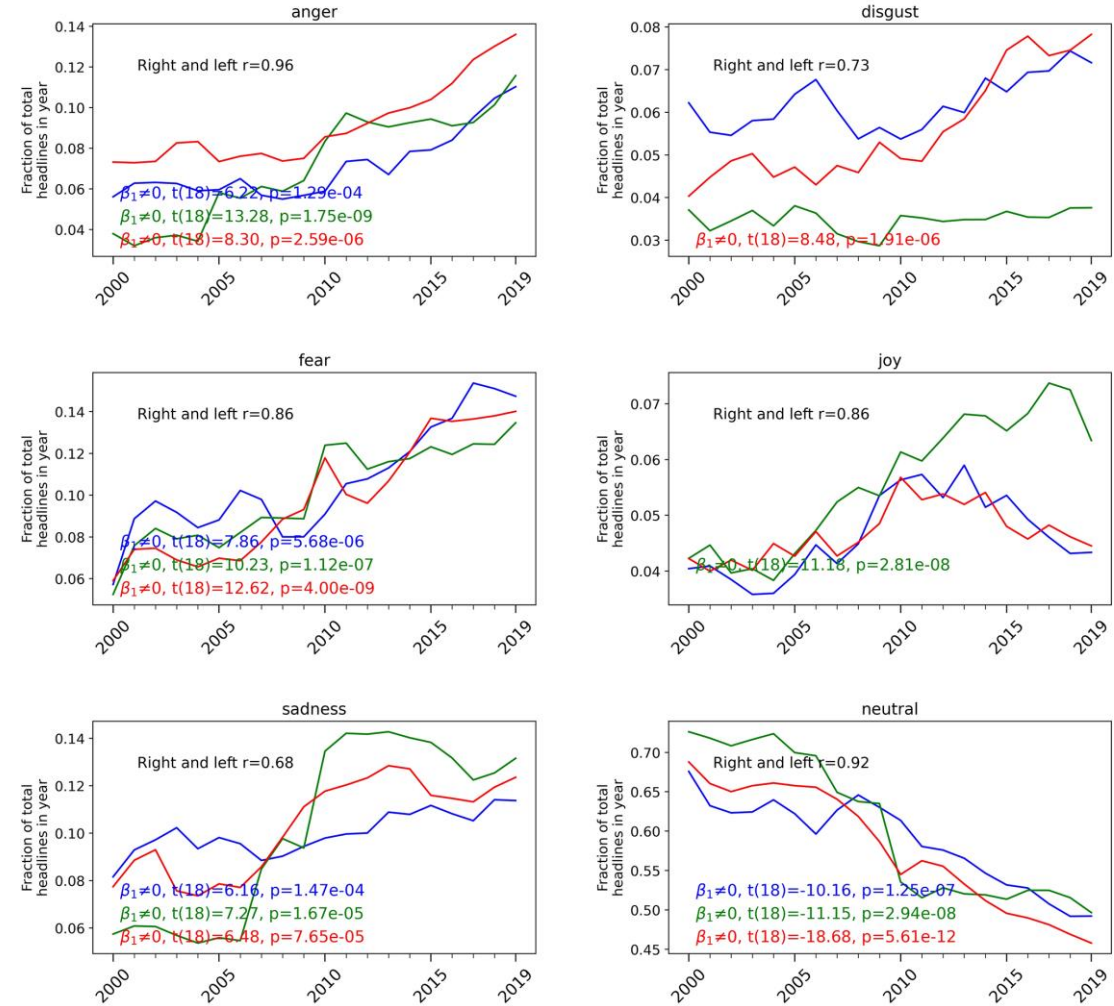 anger
Fraction of total
headlines in year
0.14
0.12
0.10
0.08
0.06
0.04
Right and left r=0.96
β₁≠0, t(18)=6.22, p=1.29e-04
β₁≠0, t(18)=13.28, p=1.75e-09
β₁≠0, t(18)=8.30, p=2.59e-06
2000
2005
2010
2015
2019
disgust
Fraction of total
headlines in year
0.08
0.07
0.06
0.05
0.04
0.03
Right and left r=0.73
β₁≠0, t(18)=8.48, p=1.91e-06
2000
2005
2010
2015
2019
fear
Fraction of total
headlines in year
0.14
0.12
0.10
0.08
0.06
Right and left r=0.86
β₁≠0, t(18)=7.86, p=5.68e-06
β₁≠0, t(18)=10.23, p=1.12e-07
β₁≠0, t(18)=12.62, p=4.00e-09
2000
2005
2010
2015
2019
joy
Fraction of total
headlines in year
0.07
0.06
0.05
0.04
Right and left r=0.86
β₁≠0, t(18)=11.18, p=2.81e-08
2000
2005
2010
2015
2019
sadness
Fraction of total
headlines in year
0.14
0.12
0.10
0.08
0.06
Right and left r=0.68
β₁≠0, t(18)=6.16, p=1.47e-04
β₁≠0, t(18)=7.27, p=1.67e-05
β₁≠0, t(18)=6.48, p=7.65e-05
2000
2005
2010
2015
2019
neutral
Fraction of total
headlines in year
0.70
0.65
0.60
0.55
0.50
0.45
Right and left r=0.92
β₁≠0, t(18)=-10.16, p=1.25e-07
β₁≠0, t(18)=-11.15, p=2.94e-08
β₁≠0, t(18)=-18.68, p=5.61e-12
2000
2005
2010
2015
2019